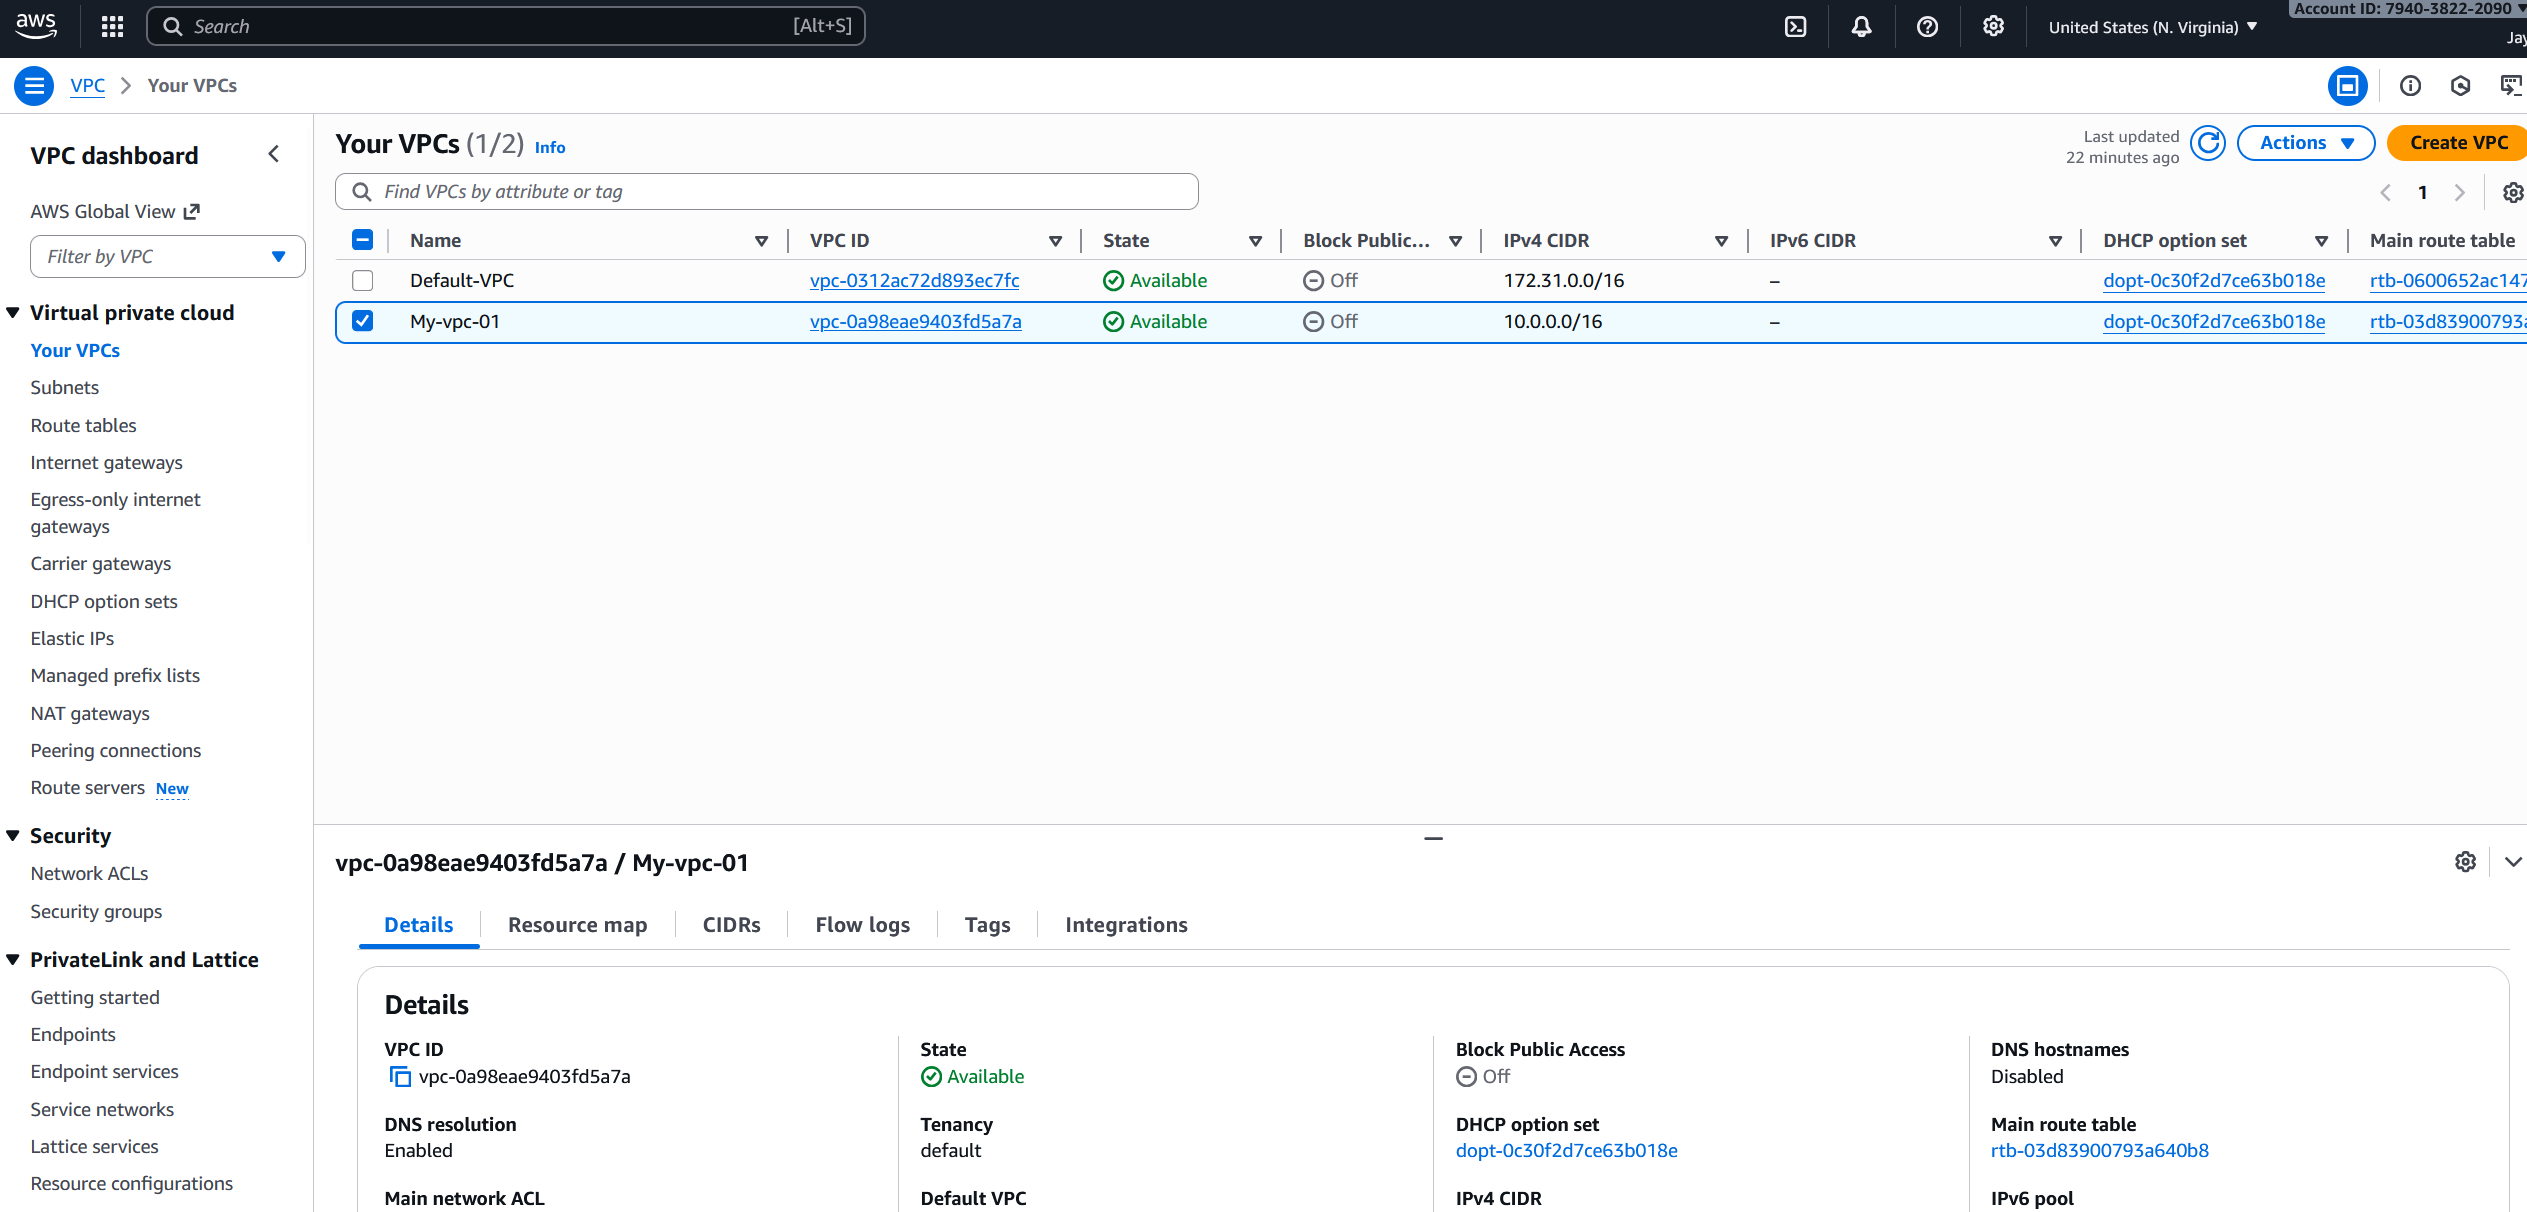 aws
Search [Alt+S]
United States (N. Virginia)
Account ID: 7940-3822-2090
VPC > Your VPCs
VPC dashboard
AWS Global View
Filter by VPC
Virtual private cloud
Your VPCs
Subnets
Route tables
Internet gateways
Egress-only internet
gateways
Carrier gateways
DHCP option sets
Elastic IPs
Managed prefix lists
NAT gateways
Peering connections
Route servers New
Security
Network ACLs
Security groups
PrivateLink and Lattice
Getting started
Endpoints
Endpoint services
Service networks
Lattice services
Resource configurations
Your VPCs (1/2) Info
Last updated
22 minutes ago
Actions
Create VPC
Find VPCs by attribute or tag
1
Name VPC ID State Block Public... IPv4 CIDR IPv6 CIDR DHCP option set Main route table
Default-VPC vpc-0312ac72d893ec7fc Available Off 172.31.0.0/16 – dopt-0c30f2d7ce63b018e rtb-0600652ac147
My-vpc-01 vpc-0a98eae9403fd5a7a Available Off 10.0.0.0/16 – dopt-0c30f2d7ce63b018e rtb-03d83900793a
vpc-0a98eae9403fd5a7a / My-vpc-01
Details Resource map CIDRs Flow logs Tags Integrations
Details
VPC ID State Block Public Access DNS hostnames
vpc-0a98eae9403fd5a7a Available Off Disabled
DNS resolution Tenancy DHCP option set Main route table
Enabled default dopt-0c30f2d7ce63b018e rtb-03d83900793a640b8
Main network ACL Default VPC IPv4 CIDR IPv6 pool